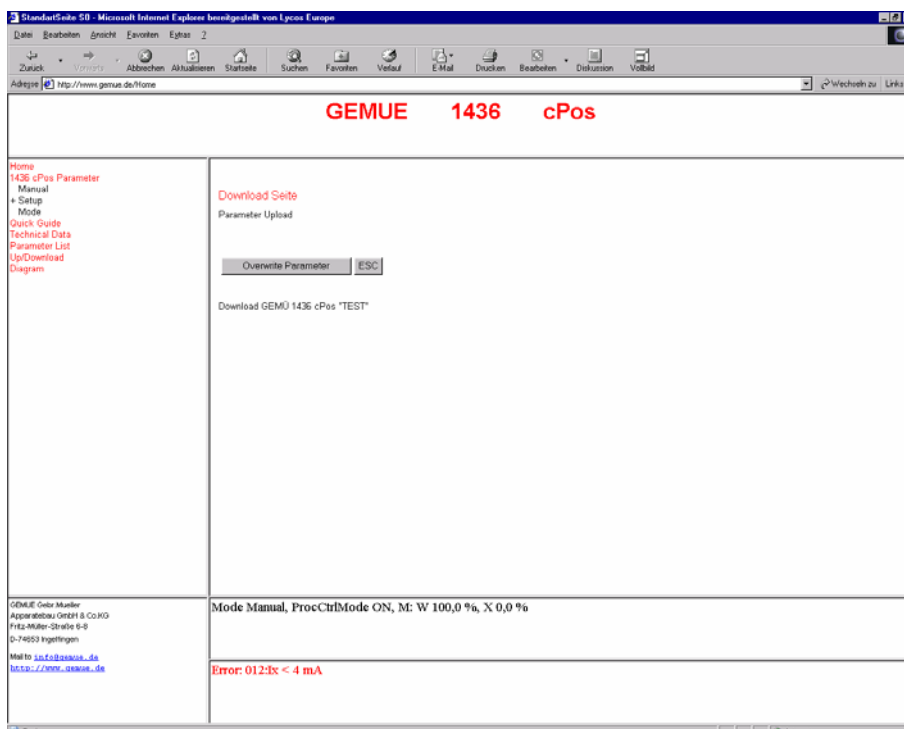 StandartSeite S0 - Microsoft Internet Explorer bereitgestellt von Lycos Europe
Datei Bearbeiten Ansicht Favoriten Extras ?
Zurück Vorwärts Abbrechen Aktualisieren Startseite Suchen Favoriten Verlauf E-Mail Drucken Bearbeiten Diskussion Vollbild
Adresse http://www.gemue.de/Home Wechseln zu Links
GEMUE 1436 cPos
Home
1436 cPos Parameter
Manual
+ Setup
Mode
Quick Guide
Technical Data
Parameter List
Up/Download
Diagram
Download Seite
Parameter Upload
Overwrite Parameter ESC
Download GEMÜ 1436 cPos "TEST"
GEMUE Gebr.Mueller
Apparatebau GmbH & Co.KG
Fritz-Müller-Straße 6-8
D-74653 Ingelfingen
Mail to info@gemue.de
http://www.gemue.de
Mode Manual, ProcCtrlMode ON, M: W 100,0 %, X 0,0 %
Error: 012:Ix < 4 mA